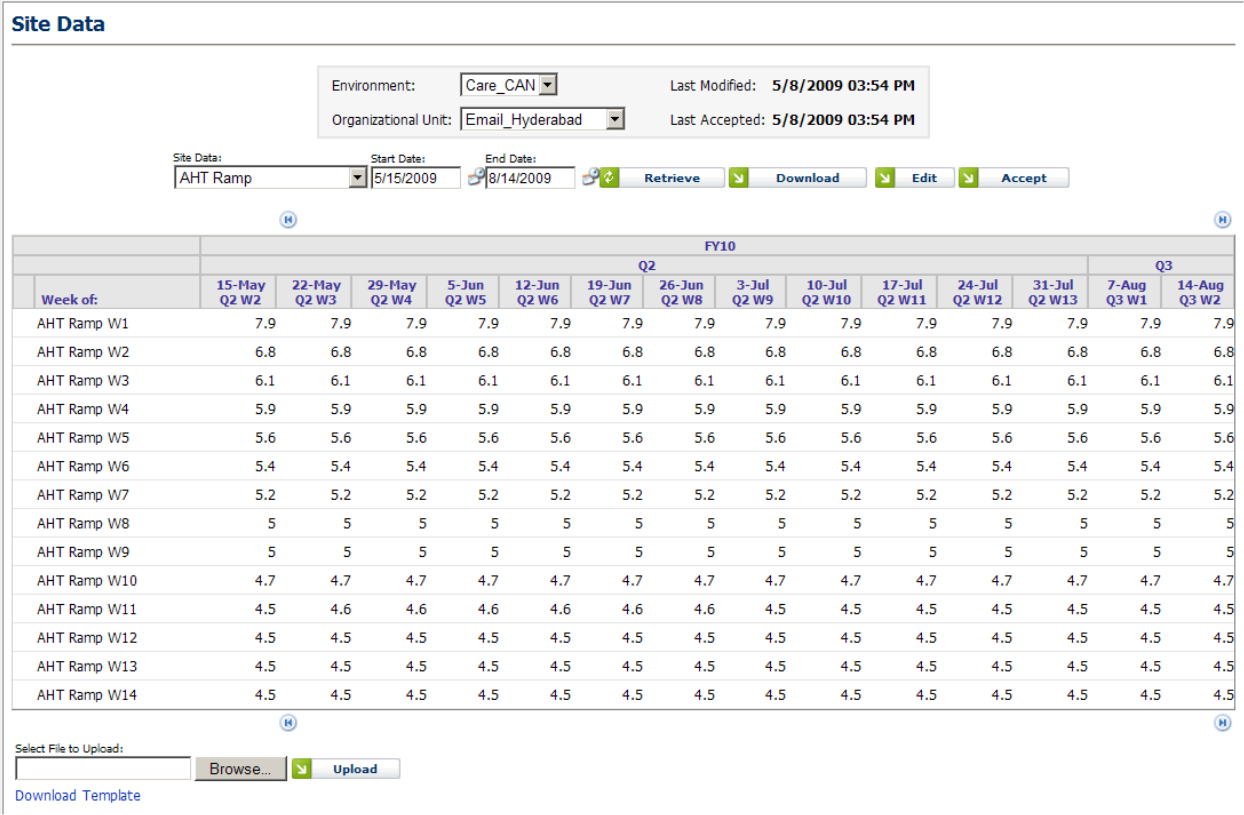 Site Data
Environment: Care_CAN Last Modified: 5/8/2009 03:54 PM
Organizational Unit: Email_Hyderabad Last Accepted: 5/8/2009 03:54 PM
Site Data: Start Date: End Date:
AHT Ramp 5/15/2009 8/14/2009 Retrieve Download Edit Accept
FY10
Q2 Q3
15-May 22-May 29-May 5-Jun 12-Jun 19-Jun 26-Jun 3-Jul 10-Jul 17-Jul 24-Jul 31-Jul 7-Aug 14-Aug
Week of: Q2 W2 Q2 W3 Q2 W4 Q2 W5 Q2 W6 Q2 W7 Q2 W8 Q2 W9 Q2 W10 Q2 W11 Q2 W12 Q2 W13 Q3 W1 Q3 W2
AHT Ramp W1 7.9 7.9 7.9 7.9 7.9 7.9 7.9 7.9 7.9 7.9 7.9 7.9 7.9 7.9
AHT Ramp W2 6.8 6.8 6.8 6.8 6.8 6.8 6.8 6.8 6.8 6.8 6.8 6.8 6.8 6.8
AHT Ramp W3 6.1 6.1 6.1 6.1 6.1 6.1 6.1 6.1 6.1 6.1 6.1 6.1 6.1 6.1
AHT Ramp W4 5.9 5.9 5.9 5.9 5.9 5.9 5.9 5.9 5.9 5.9 5.9 5.9 5.9 5.9
AHT Ramp W5 5.6 5.6 5.6 5.6 5.6 5.6 5.6 5.6 5.6 5.6 5.6 5.6 5.6 5.6
AHT Ramp W6 5.4 5.4 5.4 5.4 5.4 5.4 5.4 5.4 5.4 5.4 5.4 5.4 5.4 5.4
AHT Ramp W7 5.2 5.2 5.2 5.2 5.2 5.2 5.2 5.2 5.2 5.2 5.2 5.2 5.2 5.2
AHT Ramp W8 5 5 5 5 5 5 5 5 5 5 5 5 5 5
AHT Ramp W9 5 5 5 5 5 5 5 5 5 5 5 5 5 5
AHT Ramp W10 4.7 4.7 4.7 4.7 4.7 4.7 4.7 4.7 4.7 4.7 4.7 4.7 4.7 4.7
AHT Ramp W11 4.5 4.6 4.6 4.6 4.6 4.6 4.6 4.5 4.5 4.5 4.5 4.5 4.5 4.5
AHT Ramp W12 4.5 4.5 4.5 4.5 4.5 4.5 4.5 4.5 4.5 4.5 4.5 4.5 4.5 4.5
AHT Ramp W13 4.5 4.5 4.5 4.5 4.5 4.5 4.5 4.5 4.5 4.5 4.5 4.5 4.5 4.5
AHT Ramp W14 4.5 4.5 4.5 4.5 4.5 4.5 4.5 4.5 4.5 4.5 4.5 4.5 4.5 4.5
Select File to Upload:
Browse... Upload
Download Template